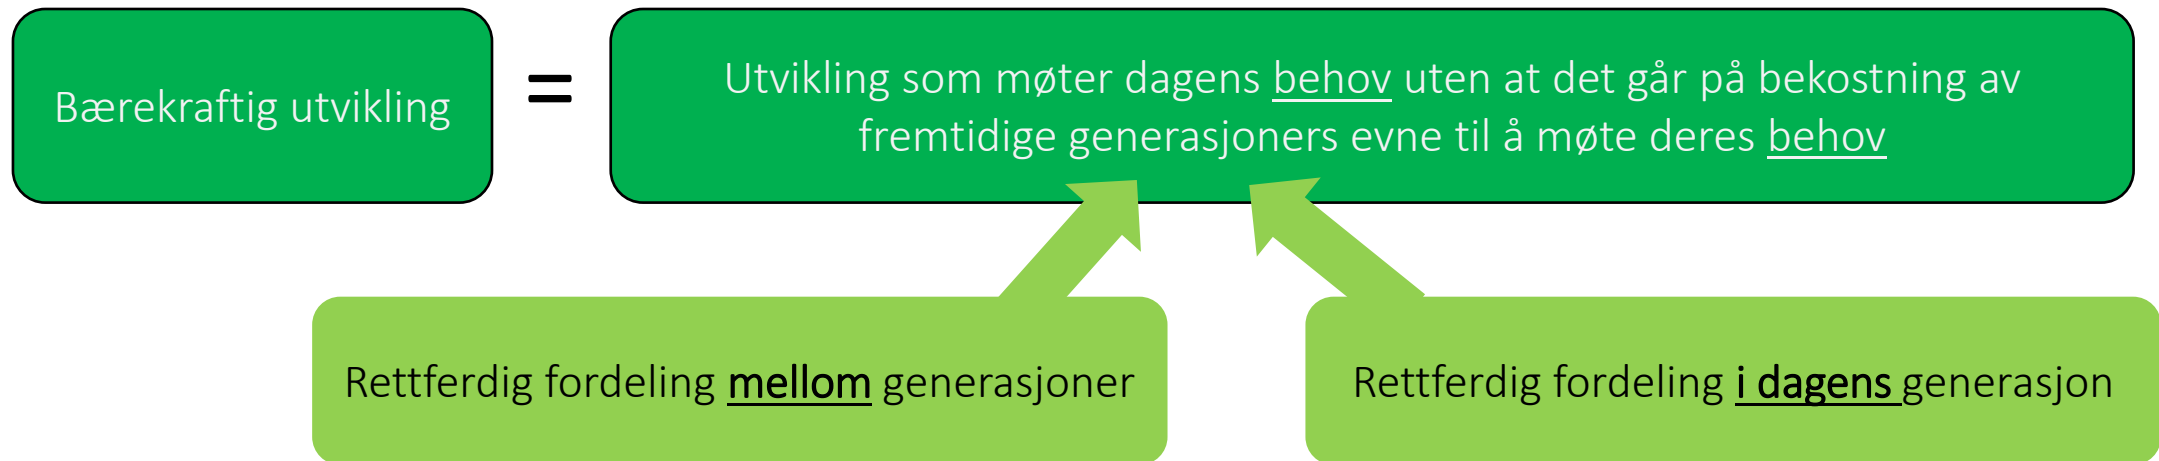 Bærekraftig utvikling
=
Utvikling som møter dagens behov uten at det går på bekostning av
fremtidige generasjoners evne til å møte deres behov
Rettferdig fordeling mellom generasjoner
Rettferdig fordeling i dagens generasjon